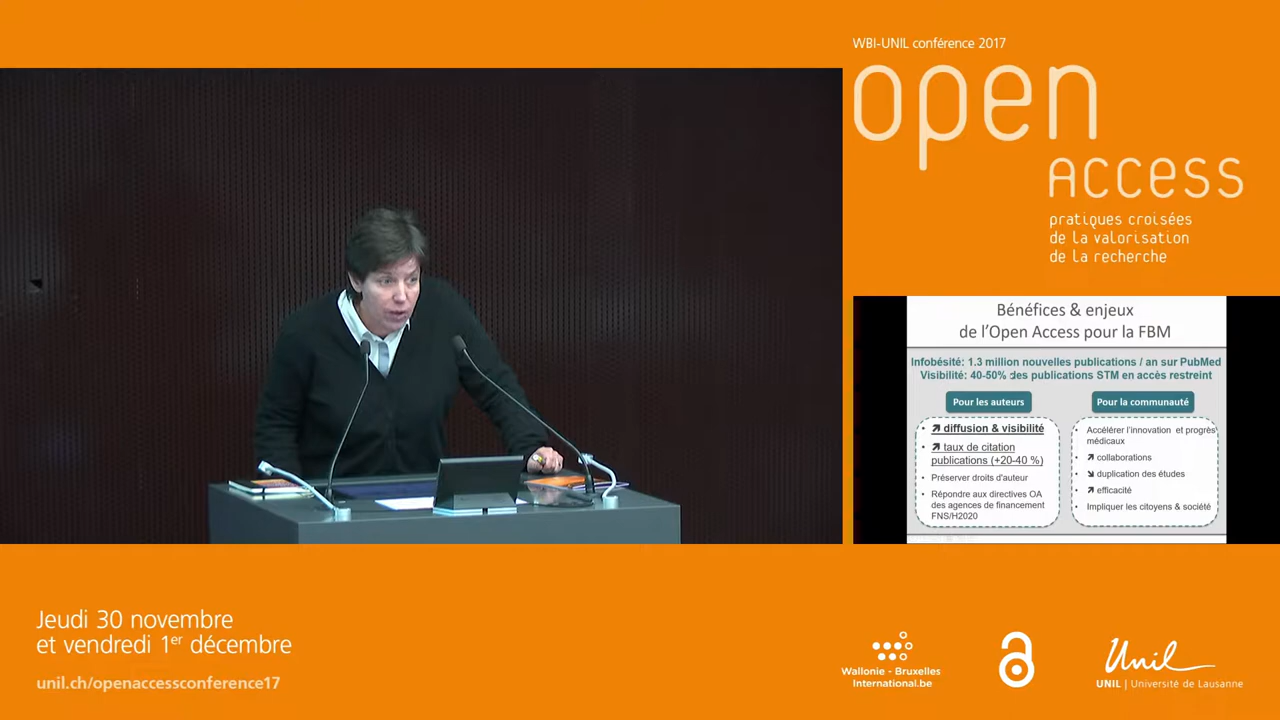 WBI-UNIL conférence 2017
open
access
pratiques croisées
de la valorisation
de la recherche
Bénéfices & enjeux
de l'Open Access pour la FBM
Infobésité: 1.3 million nouvelles publications / an sur PubMed
Visibilité: 40-50% des publications STM en accès restreint
Pour les auteurs
• ↗ diffusion & visibilité
• ↗ taux de citation
publications (+20-40 %)
• Préserver droits d'auteur
• Répondre aux directives OA
des agences de financement
FNS/H2020
Pour la communauté
• Accélérer l'innovation et progrès
médicaux
• ↗ collaborations
• ↘ duplication des études
• ↗ efficacité
• Impliquer les citoyens & société
Jeudi 30 novembre
et vendredi 1er décembre
unil.ch/openaccessconference17
Wallonie - Bruxelles
International.be
Unil
UNIL | Université de Lausanne